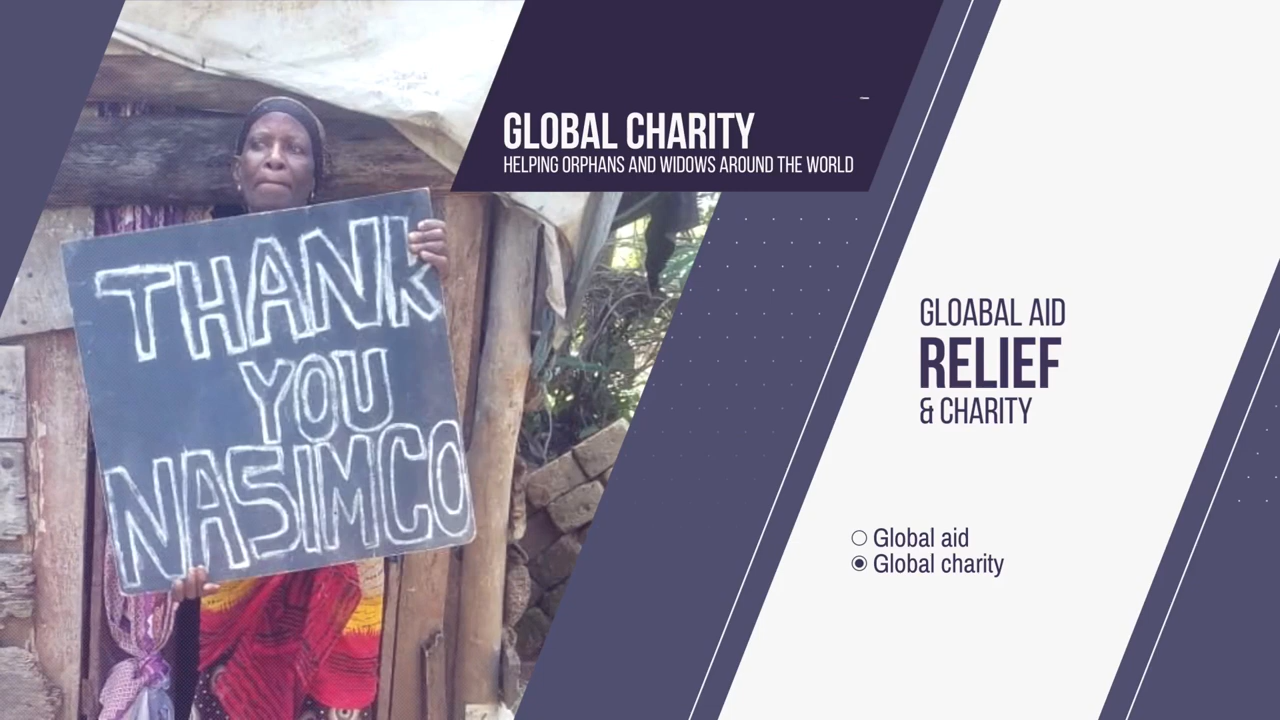 GLOBAL CHARITY
HELPING ORPHANS AND WIDOWS AROUND THE WORLD
THANK
YOU
NASIMCO
GLOABAL AID
RELIEF
& CHARITY
Global aid
Global charity